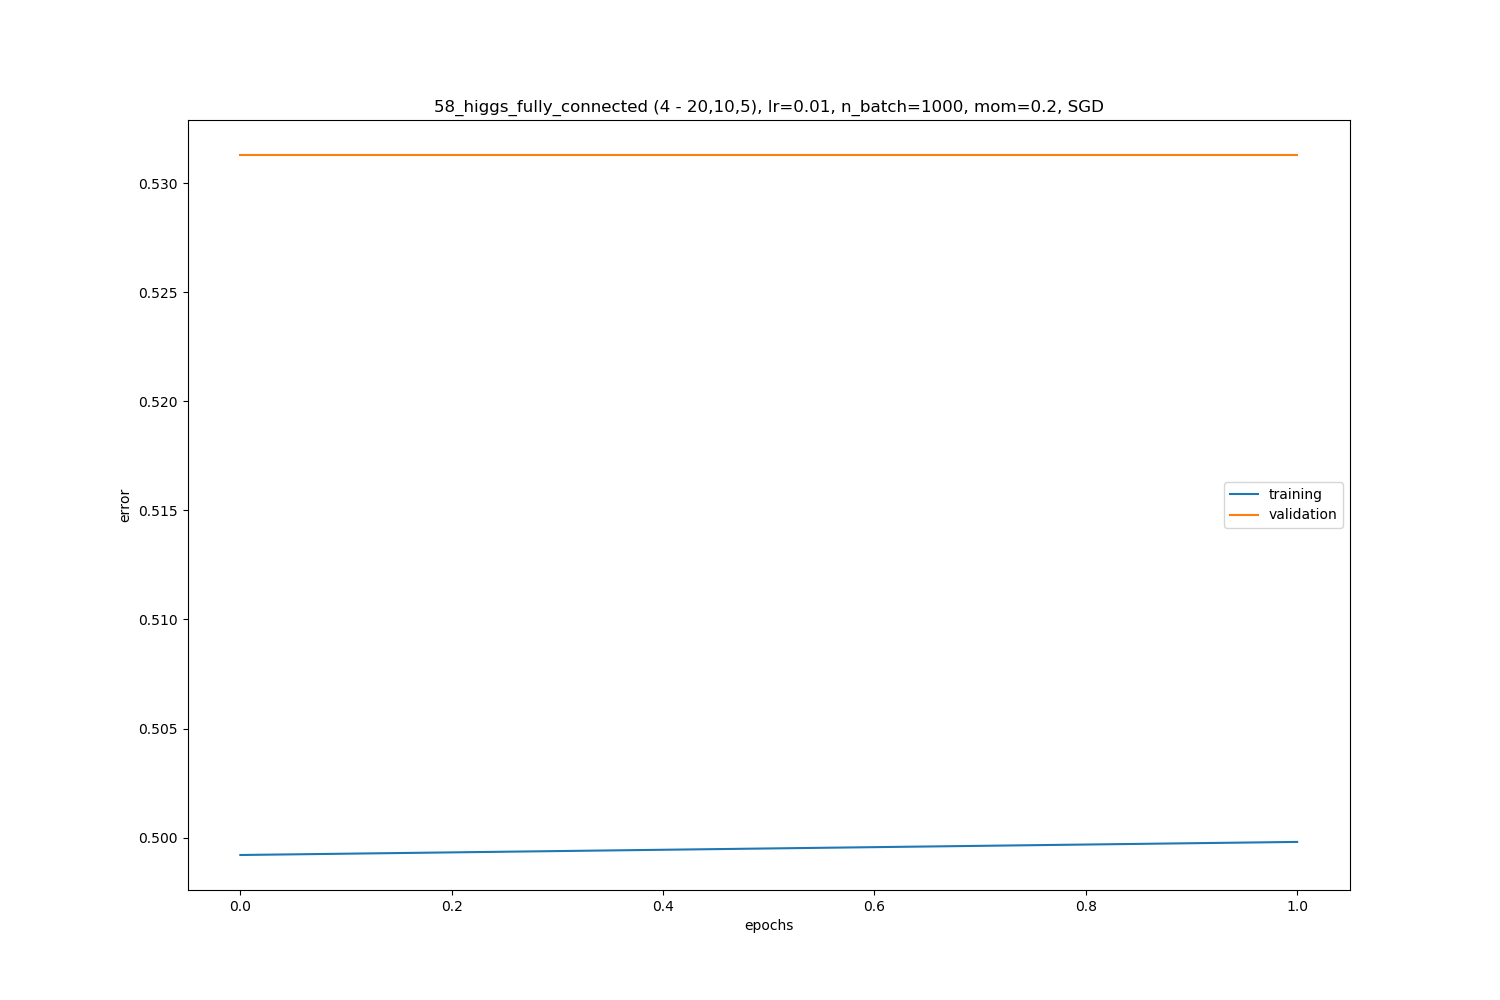 58_higgs_fully_connected (4 - 20,10,5), lr=0.01, n_batch=1000, mom=0.2, SGD
0.530
0.525
0.520
0.515
0.510
0.505
0.500
error
training
validation
0.0 0.2 0.4 0.6 0.8 1.0
epochs